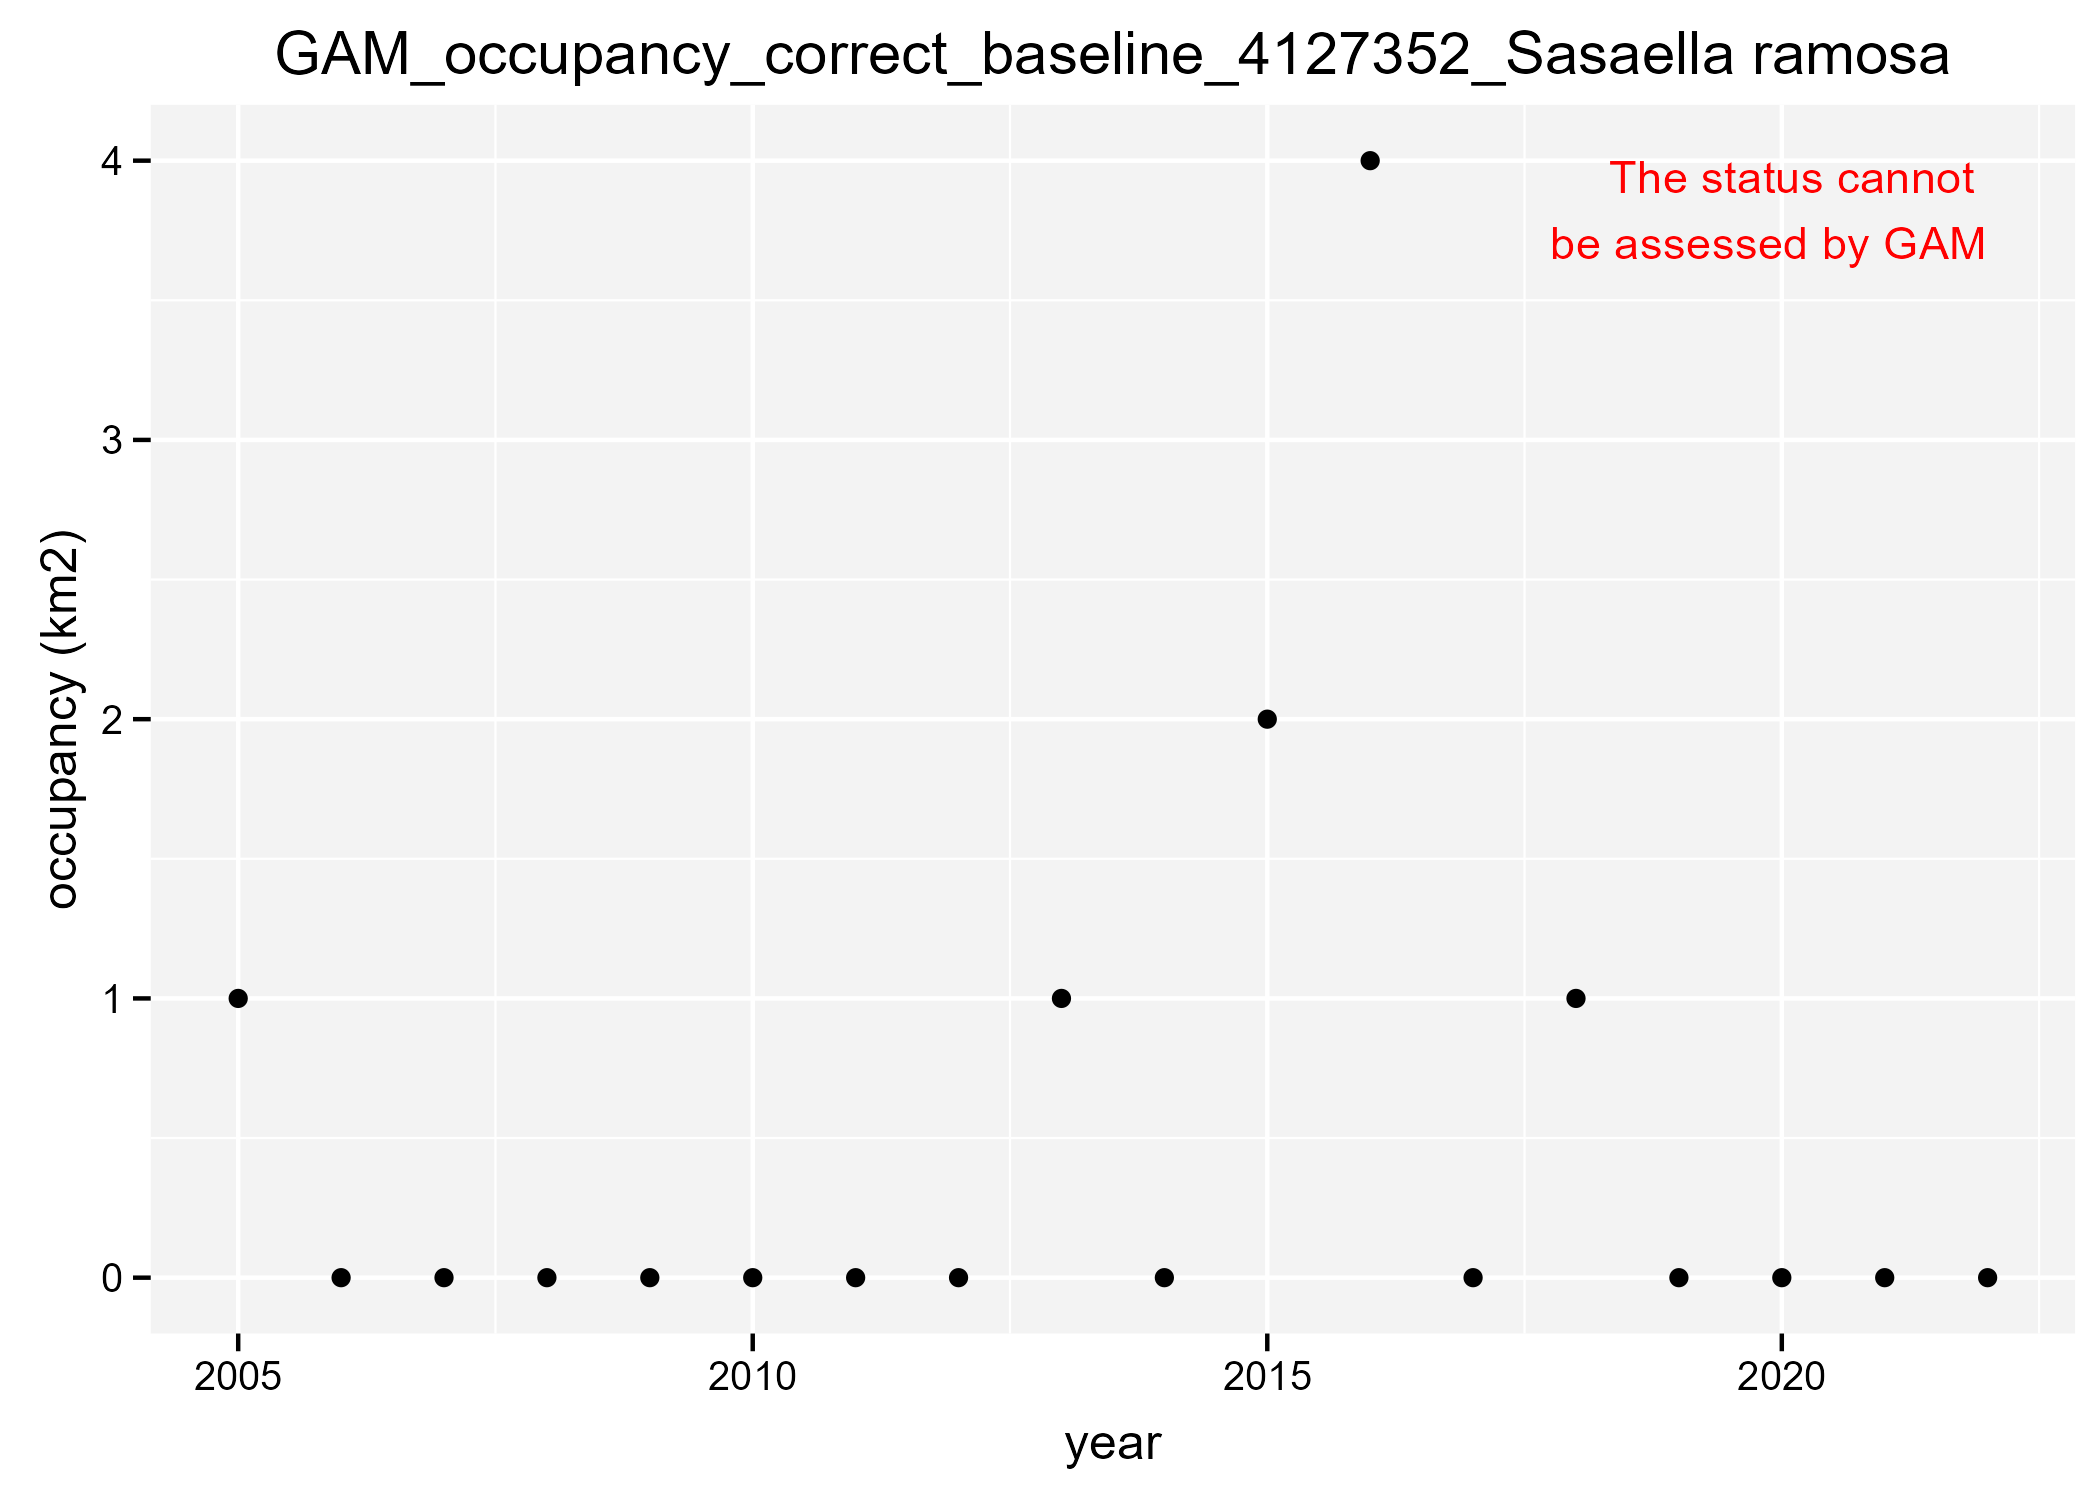 GAM_occupancy_correct_baseline_4127352_Sasaella ramosa
The status cannot
be assessed by GAM
4
3
2
1
0
occupancy (km2)
2005 2010 2015 2020
year